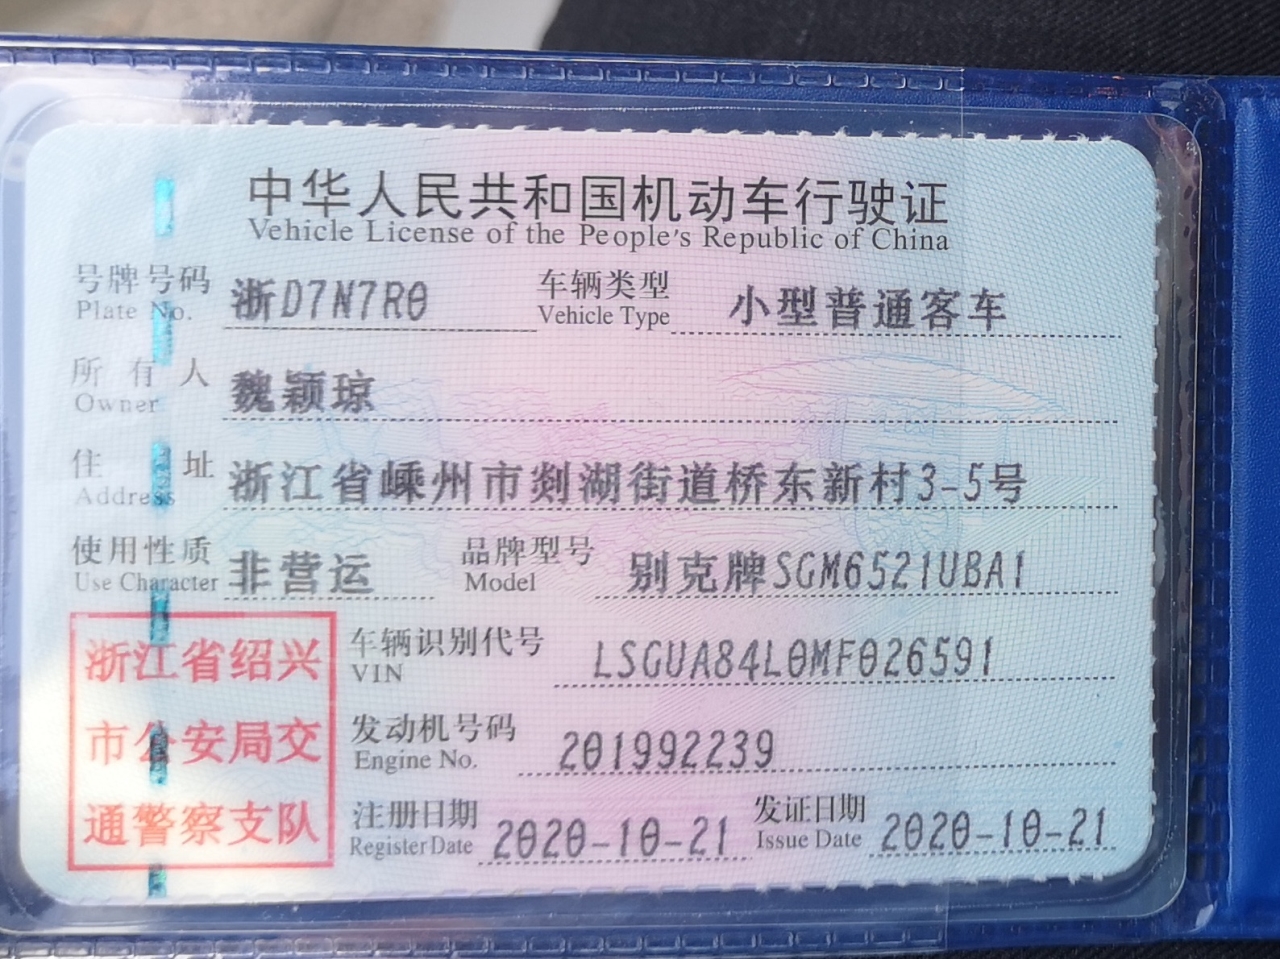 中华人民共和国机动车行驶证
Vehicle License of the People's Republic of China
号牌号码 浙D7N7R0 车辆类型 小型普通客车
Plate No. Vehicle Type
所有人 魏颖琼
Owner
住址 浙江省嵊州市剡湖街道桥东新村3-5号
Address
使用性质 非营运 品牌型号 别克牌SGM6521UBA1
Use Character Model
浙江省绍兴
市公安局交
通警察支队
车辆识别代号 LSGUA84L0MF026591
VIN
发动机号码 201992239
Engine No.
注册日期 2020-10-21 发证日期 2020-10-21
Register Date Issue Date